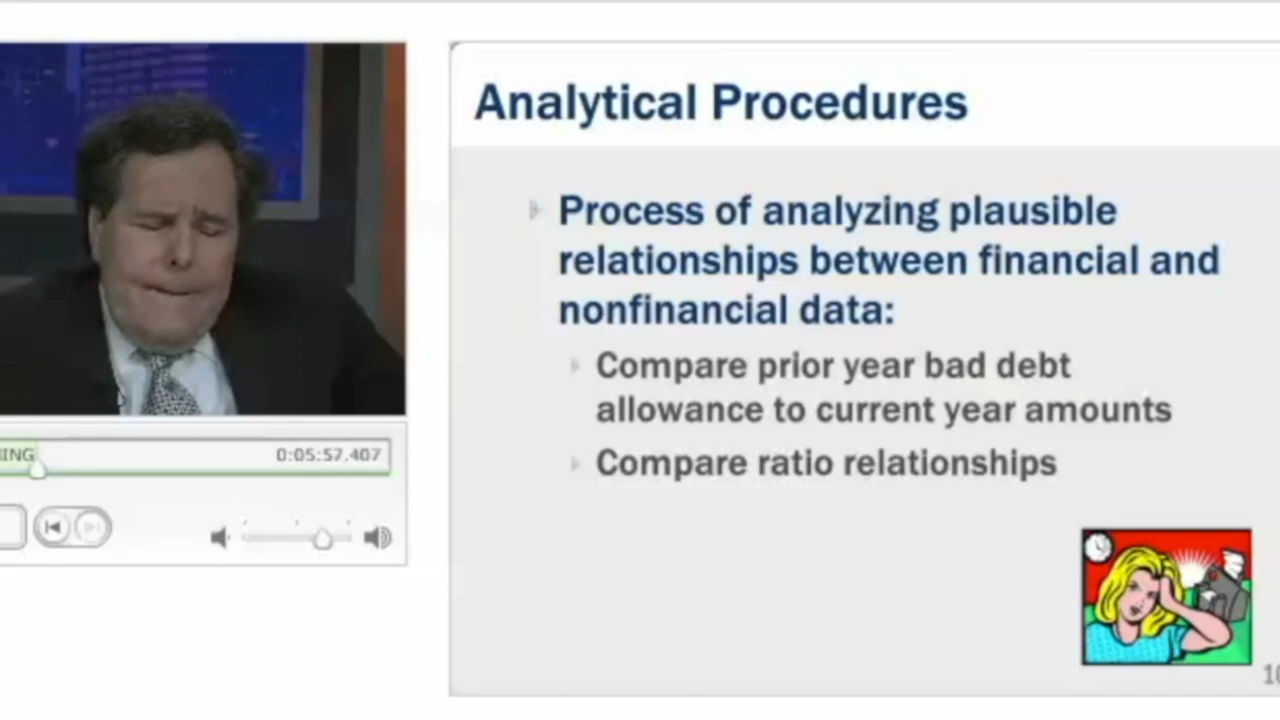 Analytical Procedures
Process of analyzing plausible
relationships between financial and
nonfinancial data:
Compare prior year bad debt
allowance to current year amounts
Compare ratio relationships
ING
0:05:57.407
10